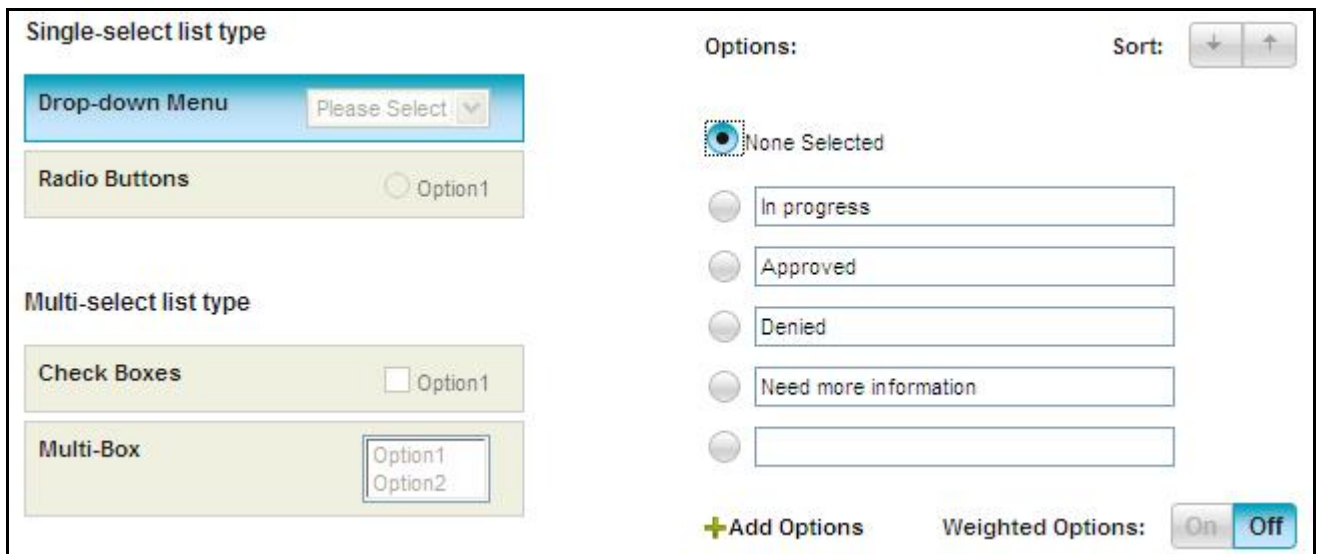 Single-select list type
Drop-down Menu Please Select
Radio Buttons Option1
Multi-select list type
Check Boxes Option1
Multi-Box Option1
Option2
Options: Sort:
None Selected
In progress
Approved
Denied
Need more information
Add Options Weighted Options: On Off